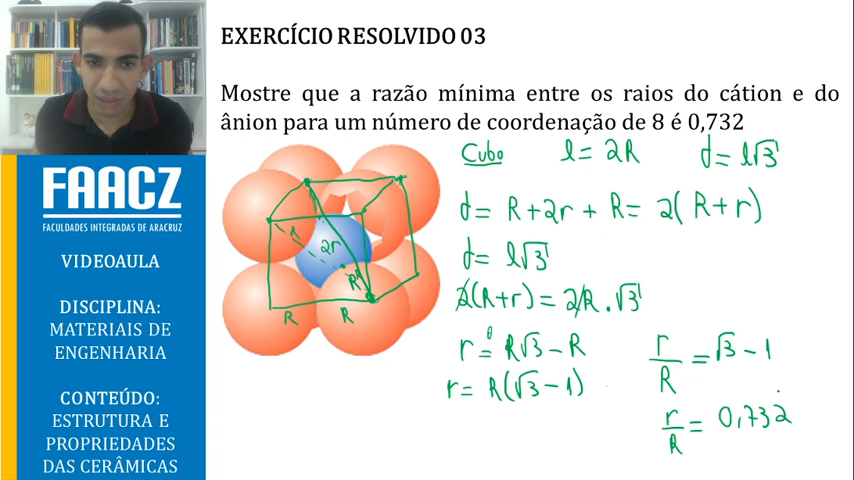 EXERCÍCIO RESOLVIDO 03
Mostre que a razão mínima entre os raios do cátion e do
ânion para um número de coordenação de 8 é 0,732
Cubo l = 2R d = l√3
d = R + 2r + R = 2(R + r)
d = l√3
2(R + r) = 2R . √3
r = R√3 - R
r = R(√3 - 1)
r/R = √3 - 1
r/R = 0,732
2r
R
R R
FAACZ
FACULDADES INTEGRADAS DE ARACRUZ
VIDEOAULA
DISCIPLINA:
MATERIAIS DE
ENGENHARIA
CONTEÚDO:
ESTRUTURA E
PROPRIEDADES
DAS CERÂMICAS